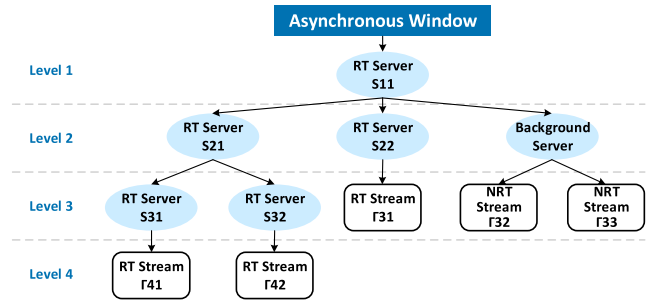 Asynchronous Window
Level 1
RT Server
S11
Level 2
RT Server
S21
RT Server
S22
Background
Server
Level 3
RT Server
S31
RT Server
S32
RT Stream
Γ31
NRT
Stream
Γ32
NRT
Stream
Γ33
Level 4
RT Stream
Γ41
RT Stream
Γ42